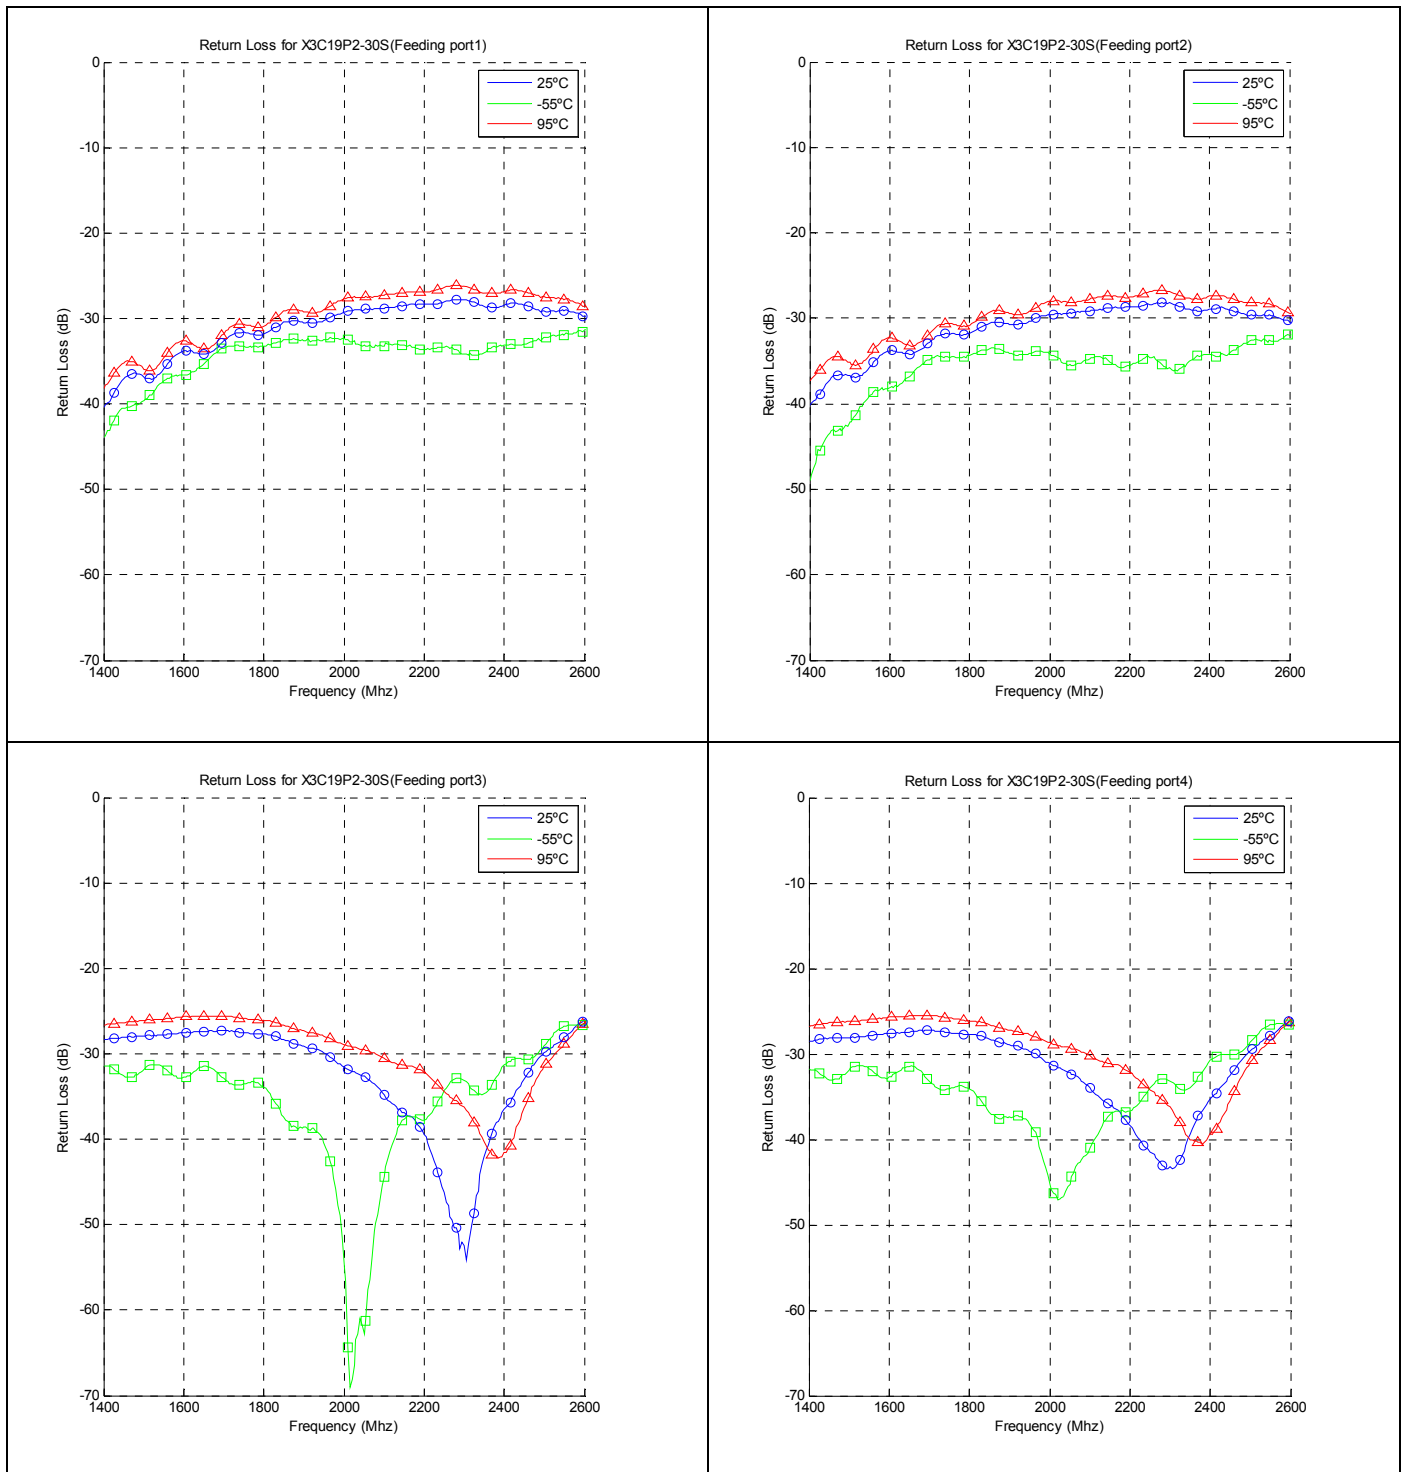 Return Loss for X3C19P2-30S(Feeding port1)
0
-10
-20
-30
-40
-50
-60
-70
Return Loss (dB)
1400 1600 1800 2000 2200 2400 2600
Frequency (Mhz)
25ºC
-55ºC
95ºC
Return Loss for X3C19P2-30S(Feeding port2)
0
-10
-20
-30
-40
-50
-60
-70
Return Loss (dB)
1400 1600 1800 2000 2200 2400 2600
Frequency (Mhz)
25ºC
-55ºC
95ºC
Return Loss for X3C19P2-30S(Feeding port3)
0
-10
-20
-30
-40
-50
-60
-70
Return Loss (dB)
1400 1600 1800 2000 2200 2400 2600
Frequency (Mhz)
25ºC
-55ºC
95ºC
Return Loss for X3C19P2-30S(Feeding port4)
0
-10
-20
-30
-40
-50
-60
-70
Return Loss (dB)
1400 1600 1800 2000 2200 2400 2600
Frequency (Mhz)
25ºC
-55ºC
95ºC